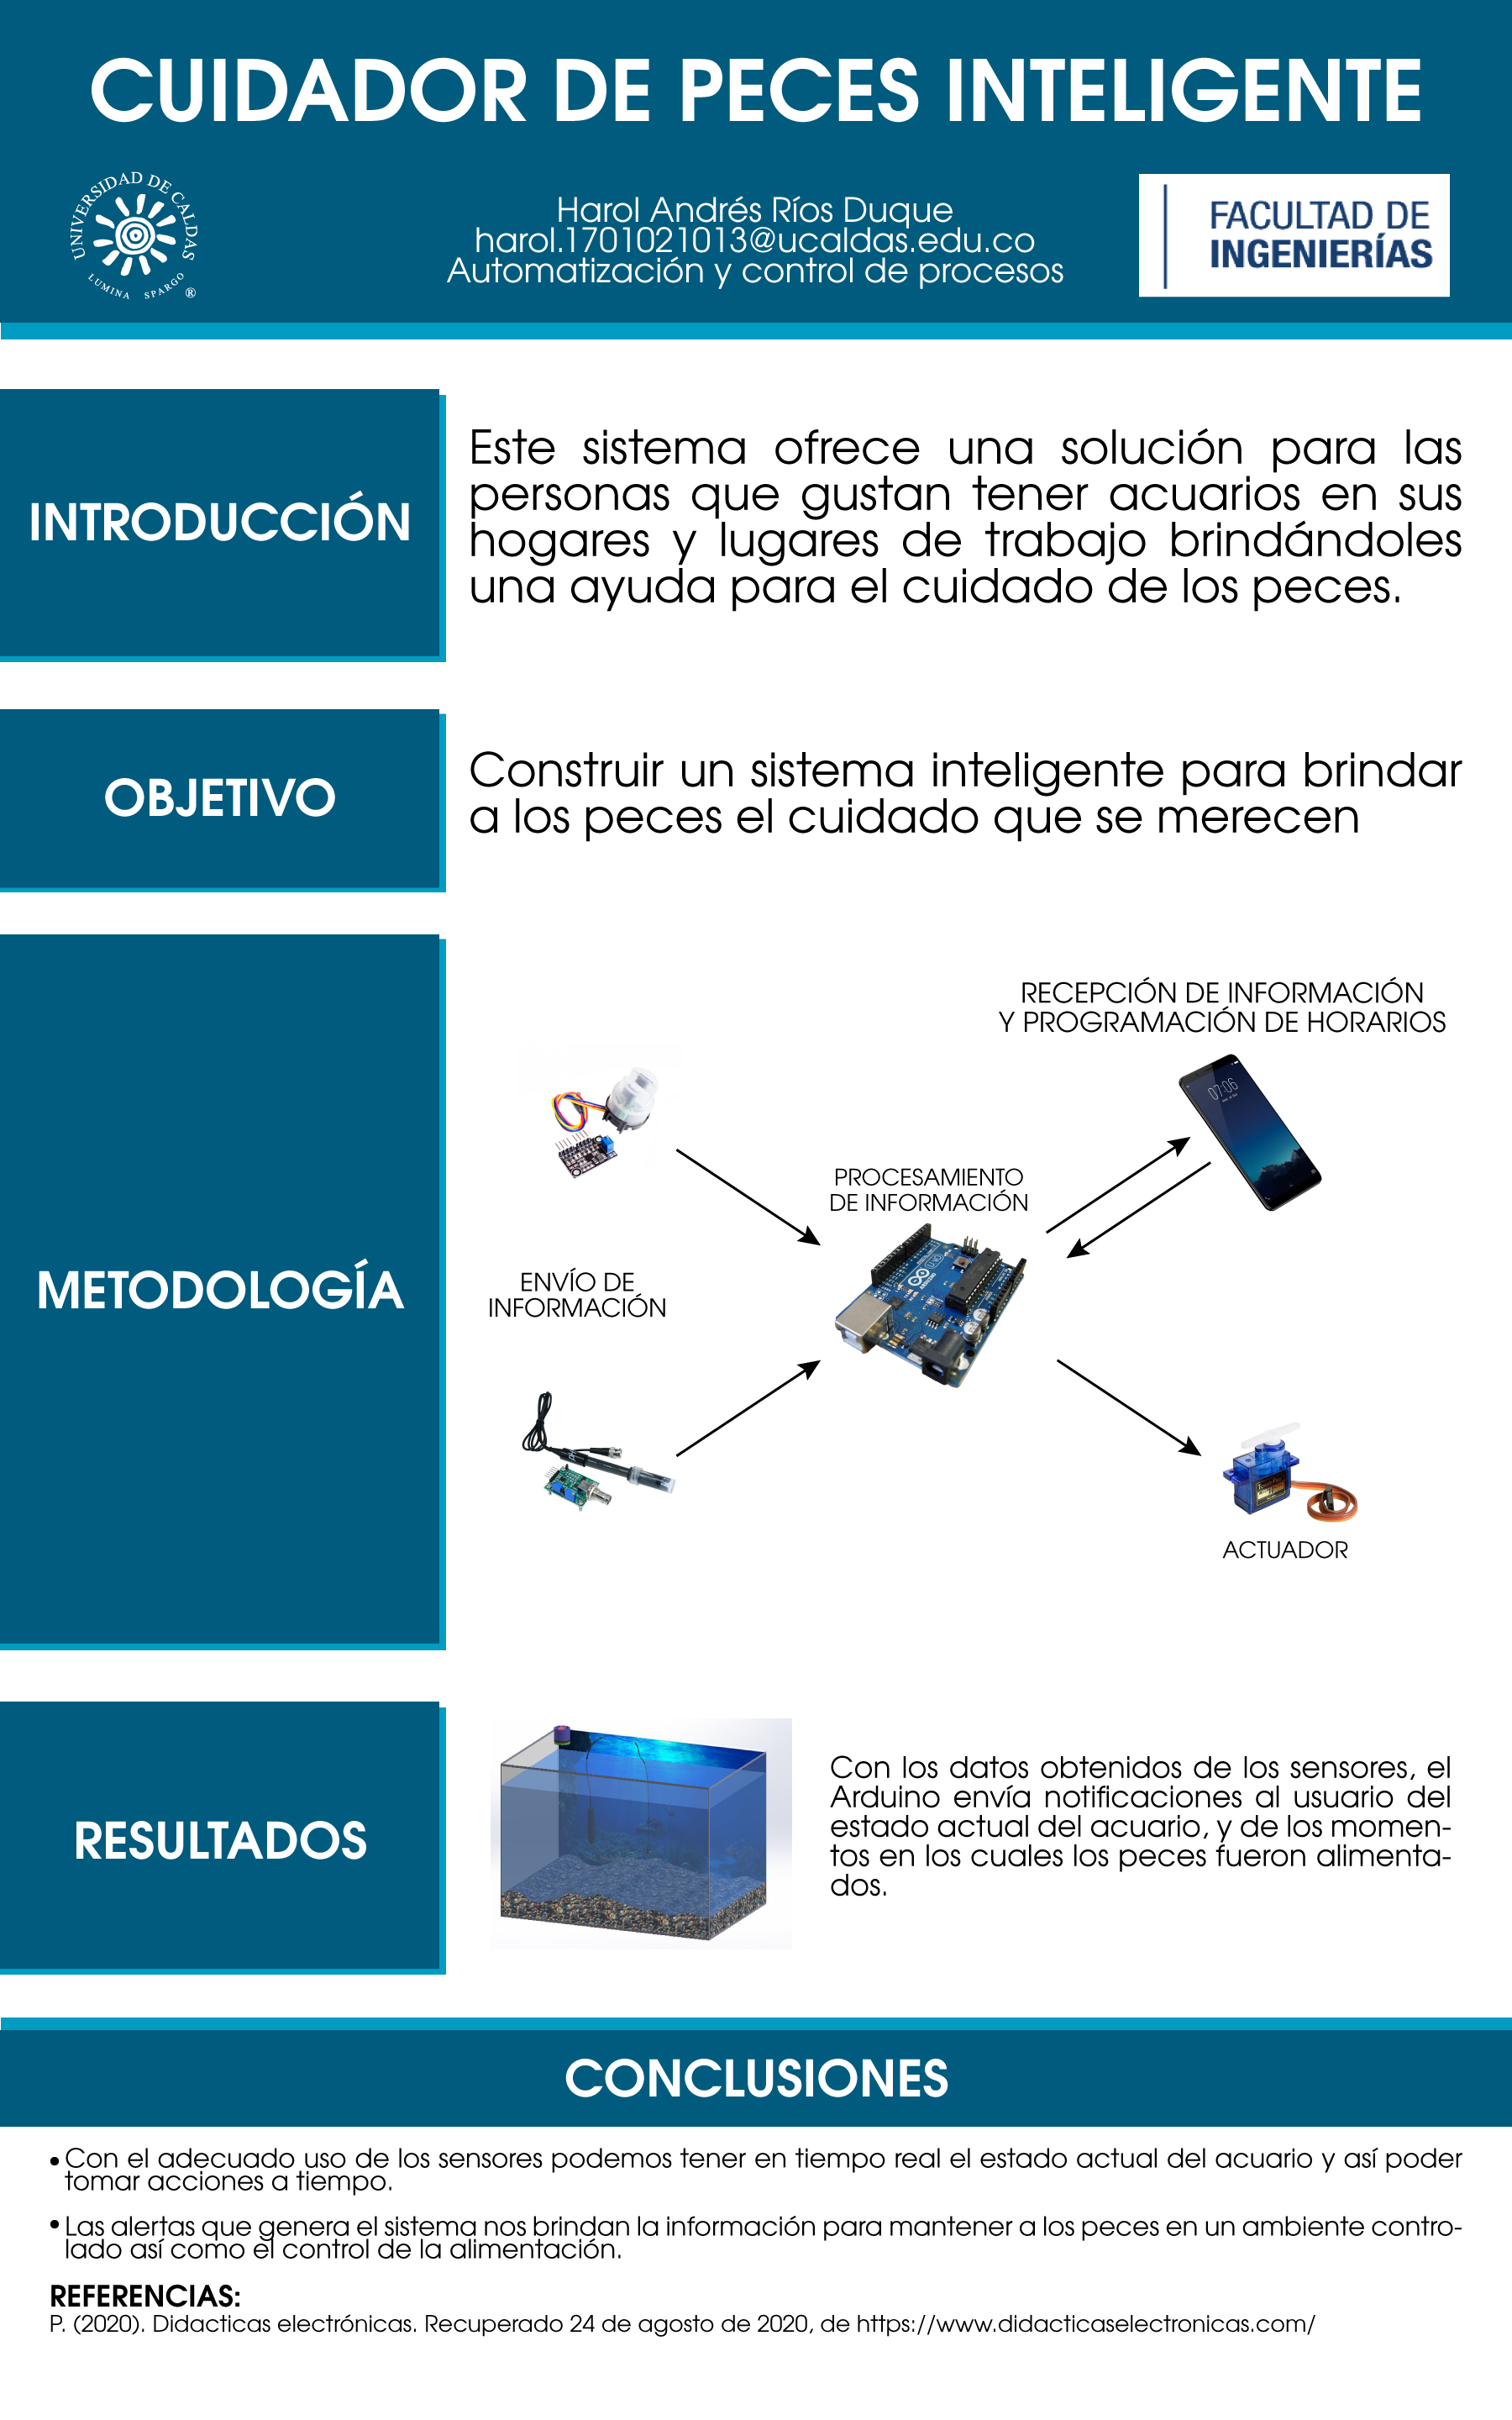 CUIDADOR DE PECES INTELIGENTE
UNIVERSIDAD DE CALDAS
LUMINA SPARGO
®
Harol Andrés Ríos Duque
harol.1701021013@ucaldas.edu.co
Automatización y control de procesos
FACULTAD DE
INGENIERÍAS
INTRODUCCIÓN
Este sistema ofrece una solución para las
personas que gustan tener acuarios en sus
hogares y lugares de trabajo brindándoles
una ayuda para el cuidado de los peces.
OBJETIVO
Construir un sistema inteligente para brindar
a los peces el cuidado que se merecen
METODOLOGÍA
RECEPCIÓN DE INFORMACIÓN
Y PROGRAMACIÓN DE HORARIOS
07:06
PROCESAMIENTO
DE INFORMACIÓN
UNO
ARDUINO
ENVÍO DE
INFORMACIÓN
ACTUADOR
RESULTADOS
Con los datos obtenidos de los sensores, el
Arduino envía notificaciones al usuario del
estado actual del acuario, y de los momen-
tos en los cuales los peces fueron alimenta-
dos.
CONCLUSIONES
• Con el adecuado uso de los sensores podemos tener en tiempo real el estado actual del acuario y así poder
tomar acciones a tiempo.
• Las alertas que genera el sistema nos brindan la información para mantener a los peces en un ambiente contro-
lado así como el control de la alimentación.
REFERENCIAS:
P. (2020). Didacticas electrónicas. Recuperado 24 de agosto de 2020, de https://www.didacticaselectronicas.com/